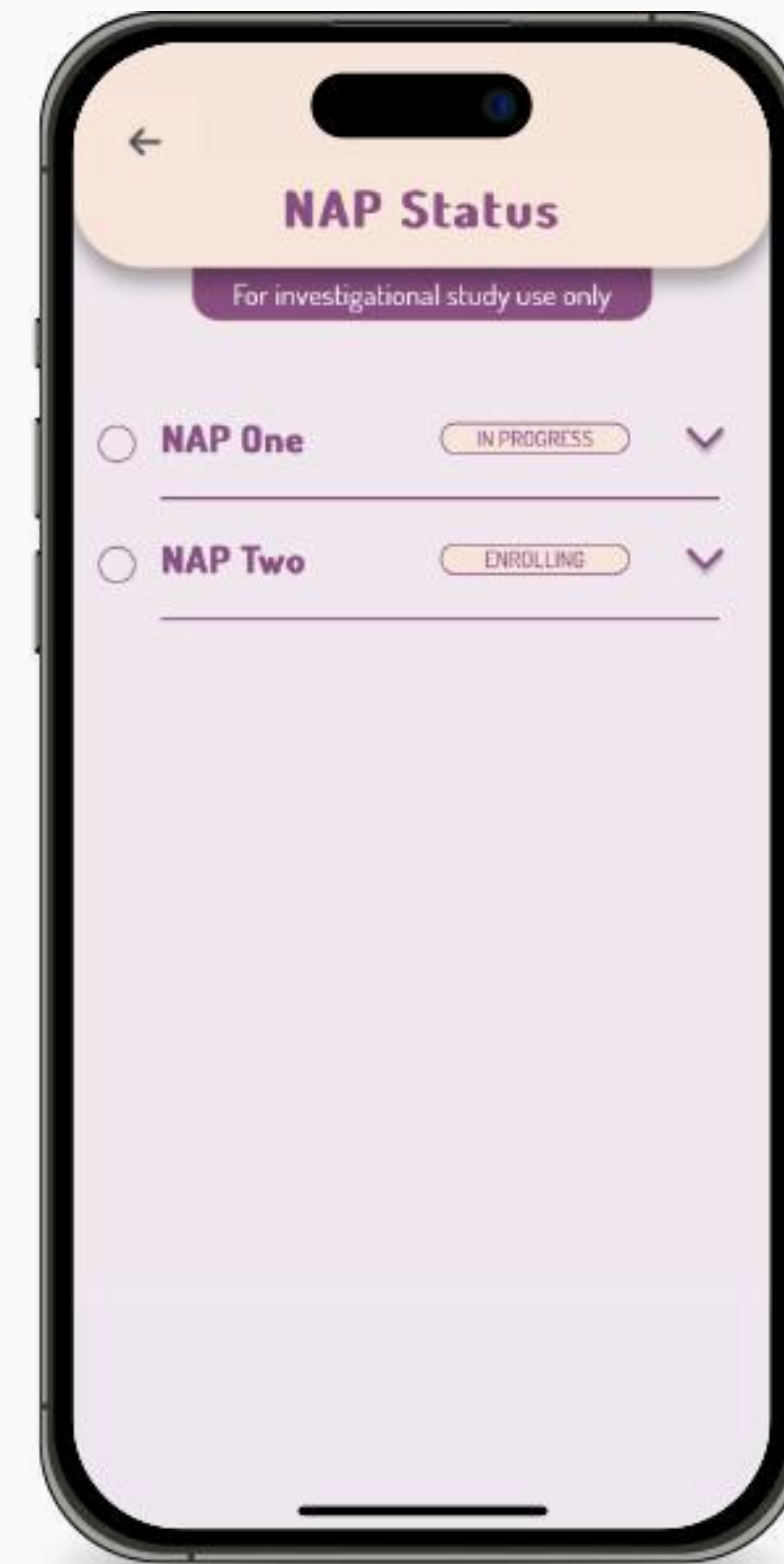 NAP Status
For investigational study use only
NAP One IN PROGRESS
NAP Two ENROLLING